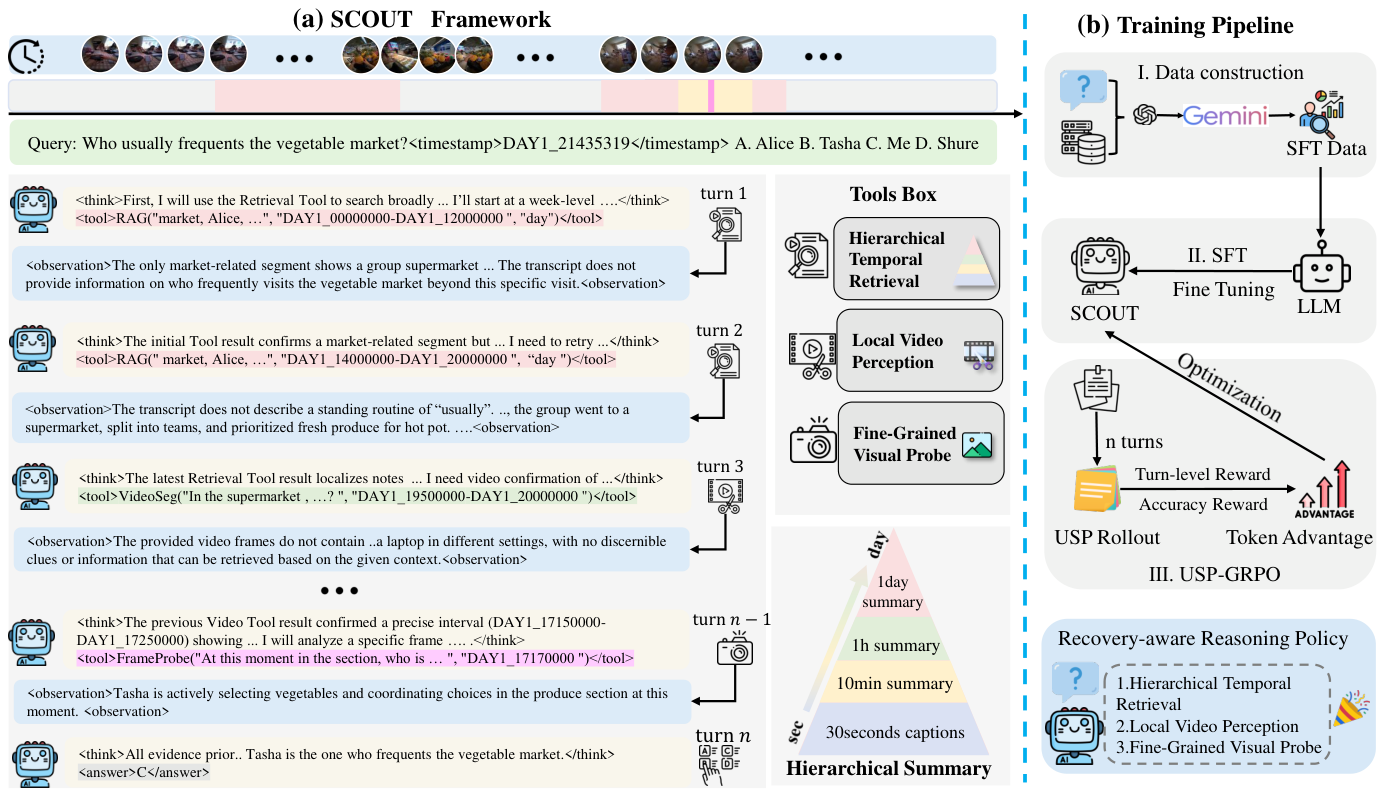 (a) SCOUT Framework
Query: Who usually frequents the vegetable market?<timestamp>DAY1_21435319</timestamp> A. Alice B. Tasha C. Me D. Shure
<think>First, I will use the Retrieval Tool to search broadly ... I'll start at a week-level ….</think>
<tool>RAG("market, Alice, …", "DAY1_00000000-DAY1_12000000 ", "day")</tool>
turn 1
<observation>The only market-related segment shows a group supermarket ... The transcript does not
provide information on who frequently visits the vegetable market beyond this specific visit.<observation>
<think>The initial Tool result confirms a market-related segment but ... I need to retry ...</think>
<tool>RAG(" market, Alice, …", "DAY1_14000000-DAY1_20000000 ", “day ")</tool>
turn 2
<observation>The transcript does not describe a standing routine of “usually”. .., the group went to a
supermarket, split into teams, and prioritized fresh produce for hot pot. ….<observation>
<think>The latest Retrieval Tool result localizes notes ... I need video confirmation of ...</think>
<tool>VideoSeg("In the supermarket , …? ", "DAY1_19500000-DAY1_20000000 ")</tool>
turn 3
<observation>The provided video frames do not contain ..a laptop in different settings, with no discernible
clues or information that can be retrieved based on the given context.<observation>
<think>The previous Video Tool result confirmed a precise interval (DAY1_17150000-
DAY1_17250000) showing ... I will analyze a specific frame …. .</think>
<tool>FrameProbe("At this moment in the section, who is … ", "DAY1_17170000 ")</tool>
turn n − 1
<observation>Tasha is actively selecting vegetables and coordinating choices in the produce section at this
moment. <observation>
<think>All evidence prior.. Tasha is the one who frequents the vegetable market.</think>
<answer>C</answer>
turn n
Tools Box
Hierarchical
Temporal
Retrieval
Local Video
Perception
Fine-Grained
Visual Probe
day
sec
1day
summary
1h summary
10min summary
30seconds captions
Hierarchical Summary
(b) Training Pipeline
I. Data construction
Gemini
SFT Data
II. SFT
Fine Tuning
SCOUT
LLM
Optimization
n turns
Turn-level Reward
Accuracy Reward
ADVANTAGE
USP Rollout
Token Advantage
III. USP-GRPO
Recovery-aware Reasoning Policy
1.Hierarchical Temporal
Retrieval
2.Local Video Perception
3.Fine-Grained Visual Probe